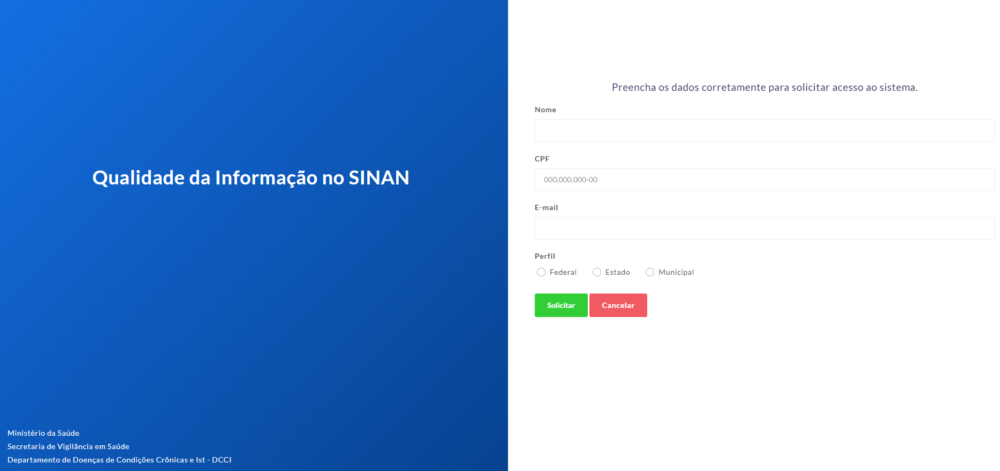 Qualidade da Informação no SINAN
Ministério da Saúde
Secretaria de Vigilância em Saúde
Departamento de Doenças de Condições Crônicas e Ist - DCCI
Preencha os dados corretamente para solicitar acesso ao sistema.
Nome
CPF
000.000.000-00
E-mail
Perfil
Federal Estado Municipal
Solicitar Cancelar